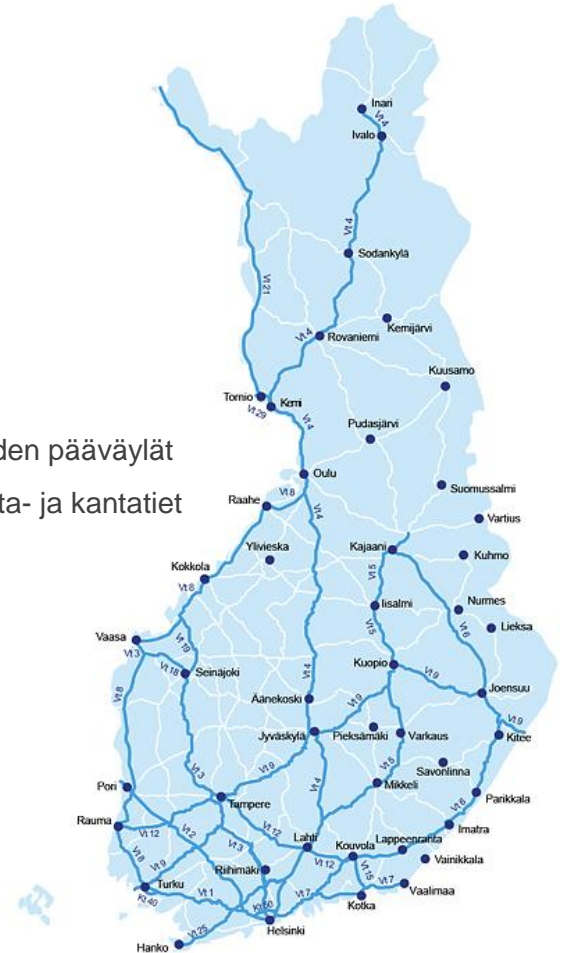 Inari
Vt 4
Ivalo
Vt 4
Sodankylä
Vt 21
Kemijärvi
Vt 4
Rovaniemi
Kuusamo
Tornio
Kemi
Vt 29
Vt 4
Pudasjärvi
den pääväylät
Oulu
Suomussalmi
ta- ja kantatiet
Raahe
Vt 8
Vt 4
Vartius
Ylivieska
Kajaani
Kuhmo
Kokkola
Vt 5
Vt 8
Iisalmi
Nurmes
Vt 6
Lieksa
Vaasa
Vt 19
Vt 5
Vt 3
Vt 18
Seinäjoki
Kuopio
Vt 9
Vt 8
Vt 4
Joensuu
Äänekoski
Vt 9
Vt 9
Jyväskylä
Pieksämäki
Varkaus
Kitee
Vt 3
Vt 9
Vt 5
Savonlinna
Pori
Mikkeli
Parikkala
Tampere
Vt 4
Vt 6
Rauma
Vt 12
Vt 2
Vt 12
Lahti
Imatra
Vt 3
Kouvola
Lappeenranta
Vt 8
Vt 9
Riihimäki
Vt 12
Vainikkala
Turku
Vt 1
Vt 7
Vt 15
Vt 7
Vaalimaa
Kt 40
Kt 50
Kotka
Vt 25
Helsinki
Hanko